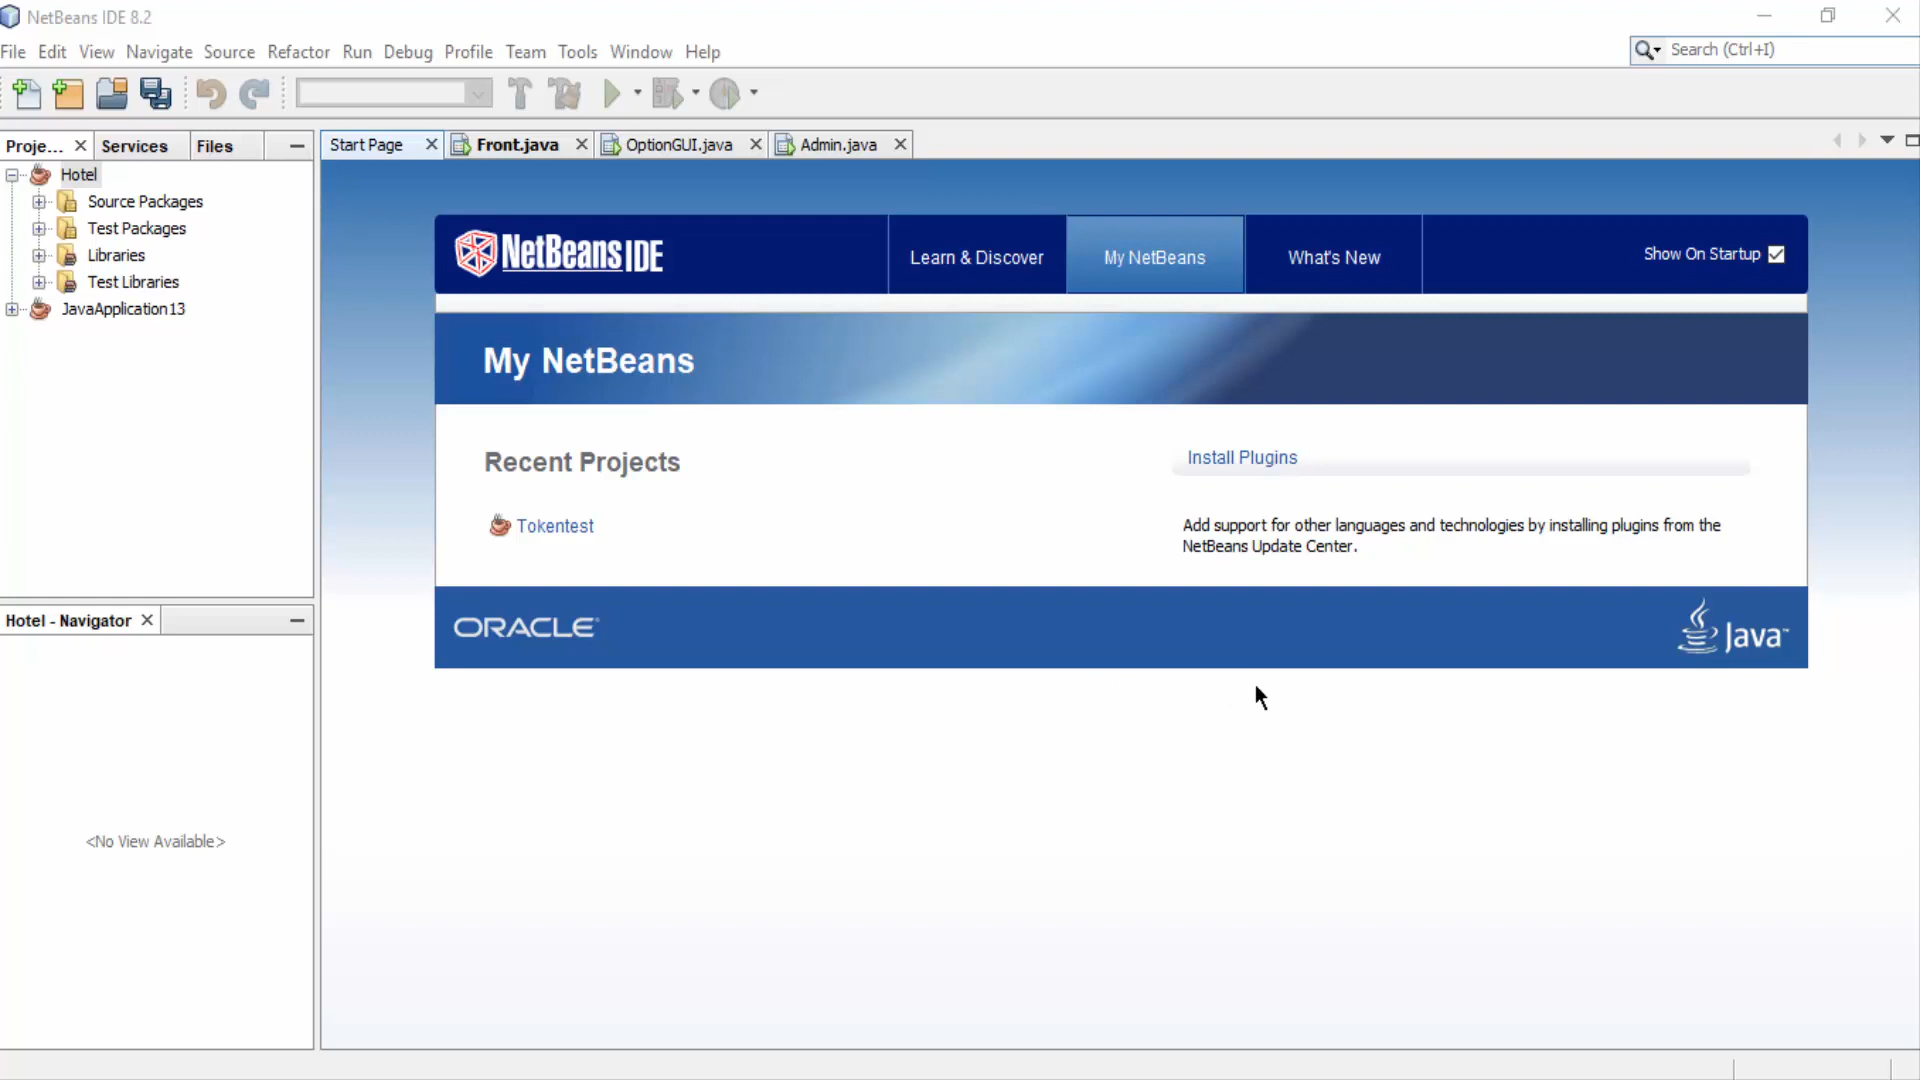 NetBeans IDE 8.2
File Edit View Navigate Source Refactor Run Debug Profile Team Tools Window Help
Search (Ctrl+I)
Proje... Services Files
Start Page Front.java OptionGUI.java Admin.java
Hotel
Source Packages
Test Packages
Libraries
Test Libraries
JavaApplication13
NetBeans IDE
Learn & Discover
My NetBeans
What's New
Show On Startup
My NetBeans
Recent Projects
Tokentest
Install Plugins
Add support for other languages and technologies by installing plugins from the
NetBeans Update Center.
ORACLE
Java™
Hotel - Navigator
<No View Available>